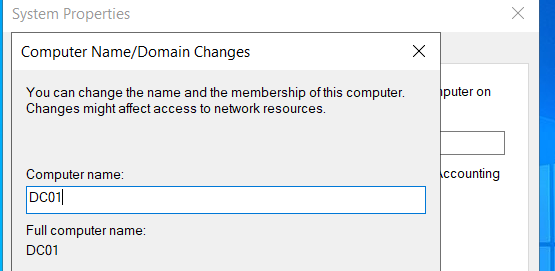 System Properties
Computer Name/Domain Changes
You can change the name and the membership of this computer.
Changes might affect access to network resources.
computer on
Computer name:
Accounting
DC01
Full computer name:
DC01